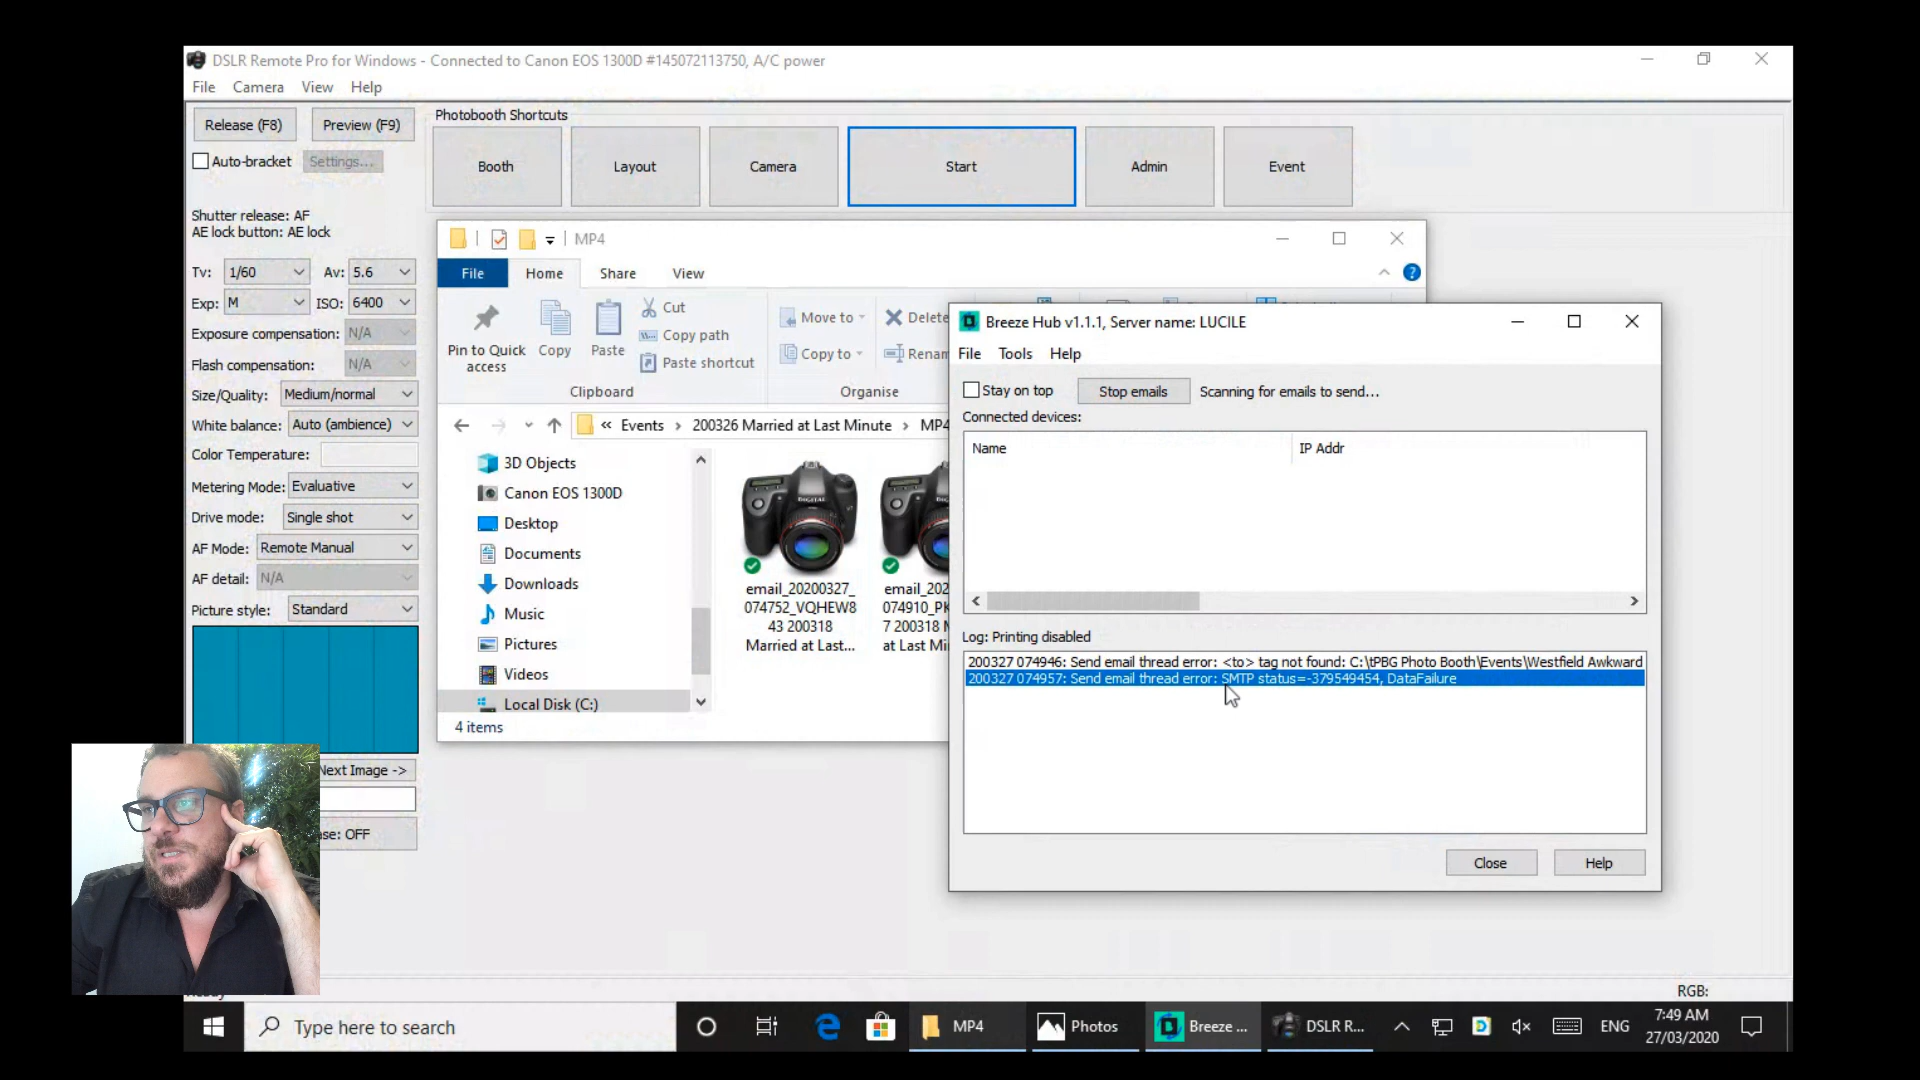 DSLR Remote Pro for Windows - Connected to Canon EOS 1300D #145072113750, A/C power
File Camera View Help
Release (F8) Preview (F9)
Auto-bracket Settings...
Shutter release: AF
AE lock button: AE lock
Tv: 1/60 Av: 5.6
Exp: M ISO: 6400
Exposure compensation: N/A
Flash compensation: N/A
Size/Quality: Medium/normal
White balance: Auto (ambience)
Color Temperature:
Metering Mode: Evaluative
Drive mode: Single shot
AF Mode: Remote Manual
AF detail: N/A
Picture style: Standard
Next Image ->
OFF
Photobooth Shortcuts
Booth Layout Camera Start Admin Event
MP4
File Home Share View
Pin to Quick
access
Copy
Paste
Cut
Copy path
Paste shortcut
Clipboard
Move to
Copy to
Delete
Organise
« Events > 200326 Married at Last Minute > MP4
3D Objects
Canon EOS 1300D
Desktop
Documents
Downloads
Music
Pictures
Videos
Local Disk (C:)
DIGITAL
email_20200327_
074752_VQHEW8
43 200318
Married at Last...
email_202
074910_PK
7 200318 M
at Last Mi
4 items
Breeze Hub v1.1.1, Server name: LUCILE
File Tools Help
Stay on top Stop emails Scanning for emails to send...
Connected devices:
Name IP Addr
Log: Printing disabled
200327 074946: Send email thread error: <to> tag not found: C:\tPBG Photo Booth\Events\Westfield Awkward
200327 074957: Send email thread error: SMTP status=-379549454, DataFailure
Close Help
RGB:
Type here to search
MP4 Photos Breeze ... DSLR R...
ENG
7:49 AM
27/03/2020